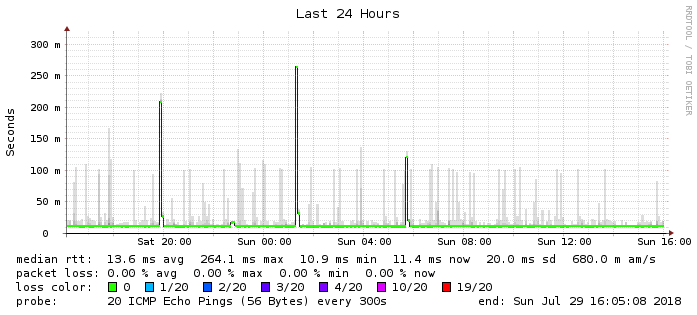 Last 24 Hours
RRDTOOL / TOBI OETIKER
Seconds
300 m
250 m
200 m
150 m
100 m
50 m
0
Sat 20:00 Sun 00:00 Sun 04:00 Sun 08:00 Sun 12:00 Sun 16:00
median rtt: 13.6 ms avg 264.1 ms max 10.9 ms min 11.4 ms now 20.0 ms sd 680.0 m am/s
packet loss: 0.00 % avg 0.00 % max 0.00 % min 0.00 % now
loss color: 0 1/20 2/20 3/20 4/20 10/20 19/20
probe: 20 ICMP Echo Pings (56 Bytes) every 300s end: Sun Jul 29 16:05:08 2018